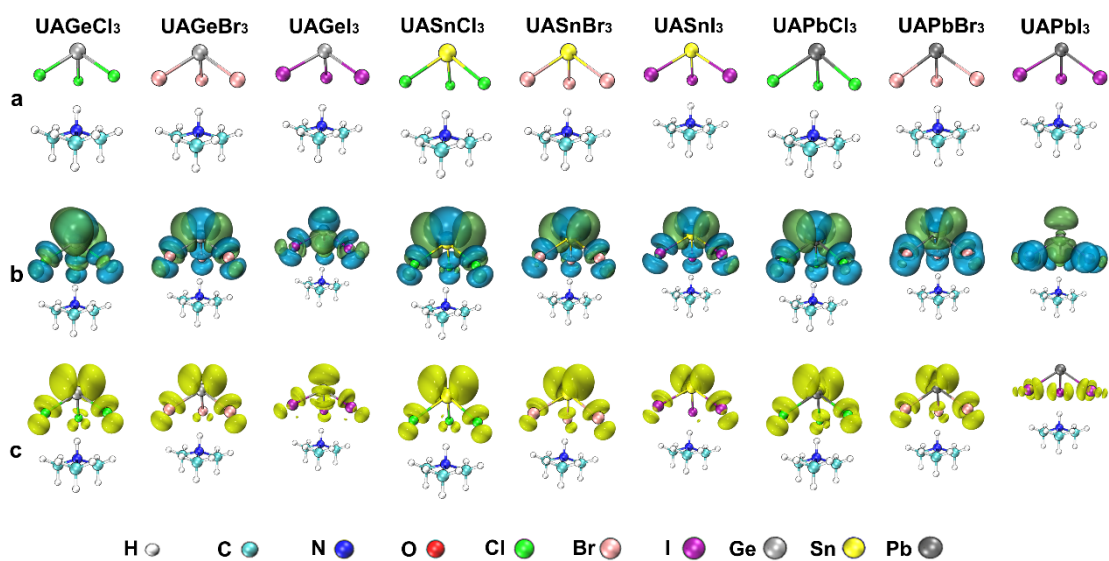 UAGeCl₃ UAGeBr₃ UAGeI₃ UASnCl₃ UASnBr₃ UASnI₃ UAPbCl₃ UAPbBr₃ UAPbI₃
a
b
c
H C N O Cl Br I Ge Sn Pb